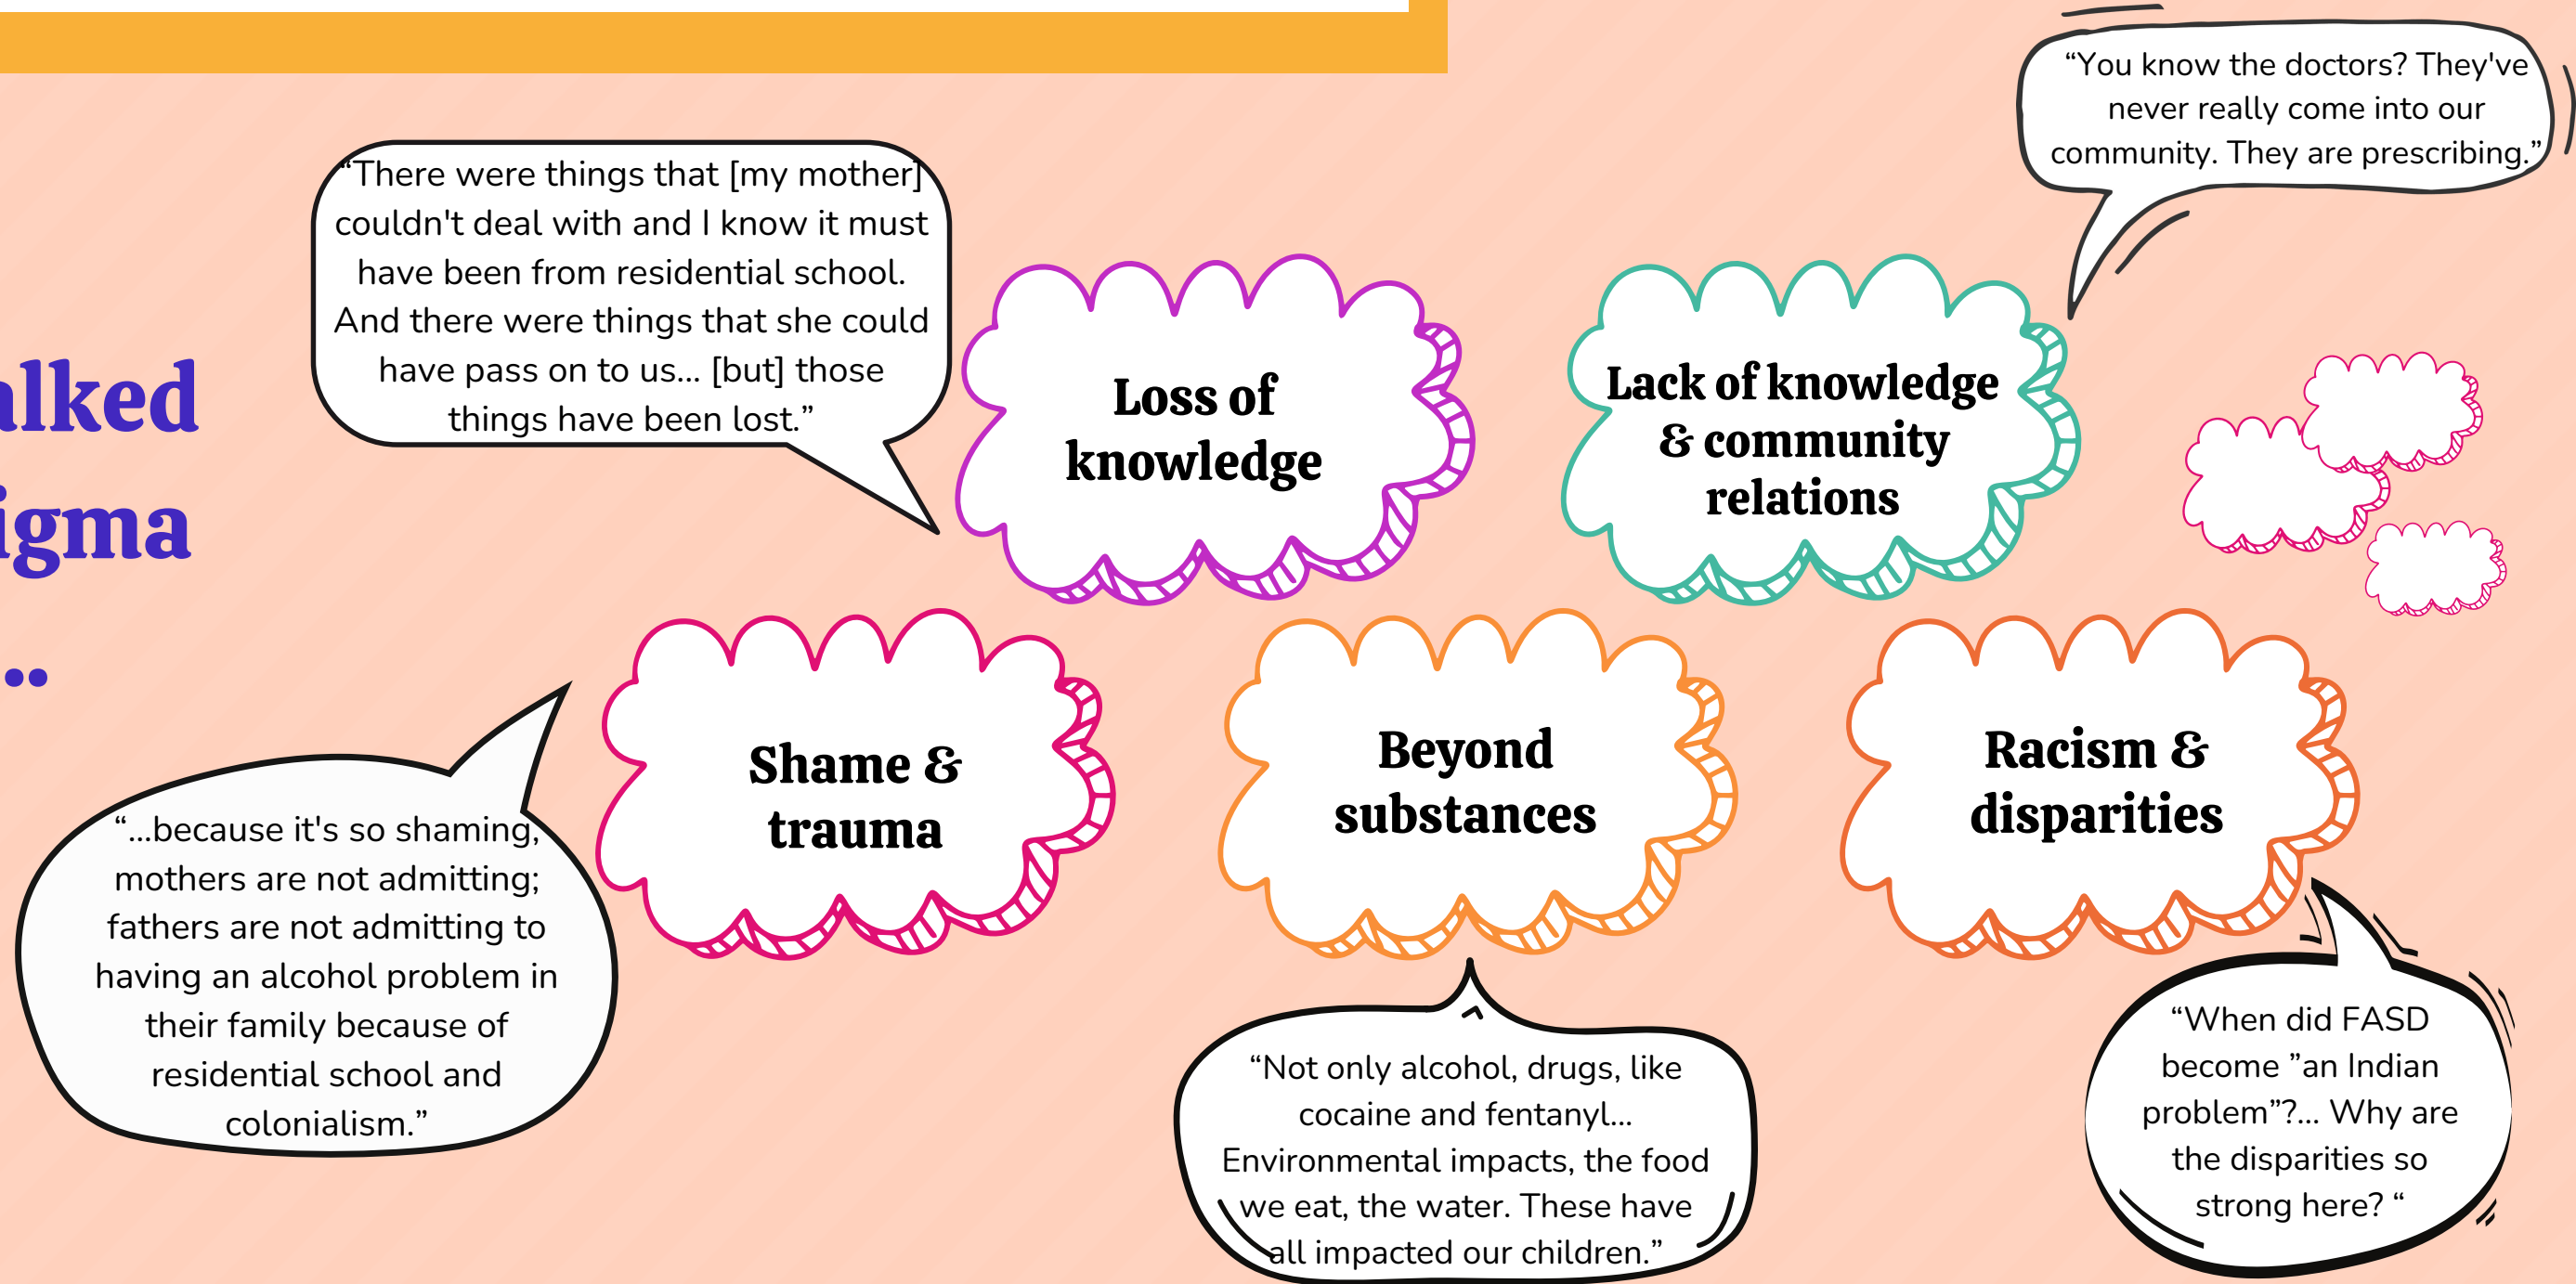 “You know the doctors? They've
never really come into our
community. They are prescribing.”
“There were things that [my mother]
couldn't deal with and I know it must
have been from residential school.
And there were things that she could
have pass on to us... [but] those
things have been lost.”
Loss of
knowledge
Lack of knowledge
& community
relations
alked
igma
..
Shame &
trauma
Beyond
substances
Racism &
disparities
“...because it's so shaming,
mothers are not admitting;
fathers are not admitting to
having an alcohol problem in
their family because of
residential school and
colonialism.”
“Not only alcohol, drugs, like
cocaine and fentanyl...
Environmental impacts, the food
we eat, the water. These have
all impacted our children.”
“When did FASD
become ”an Indian
problem”?... Why are
the disparities so
strong here? “